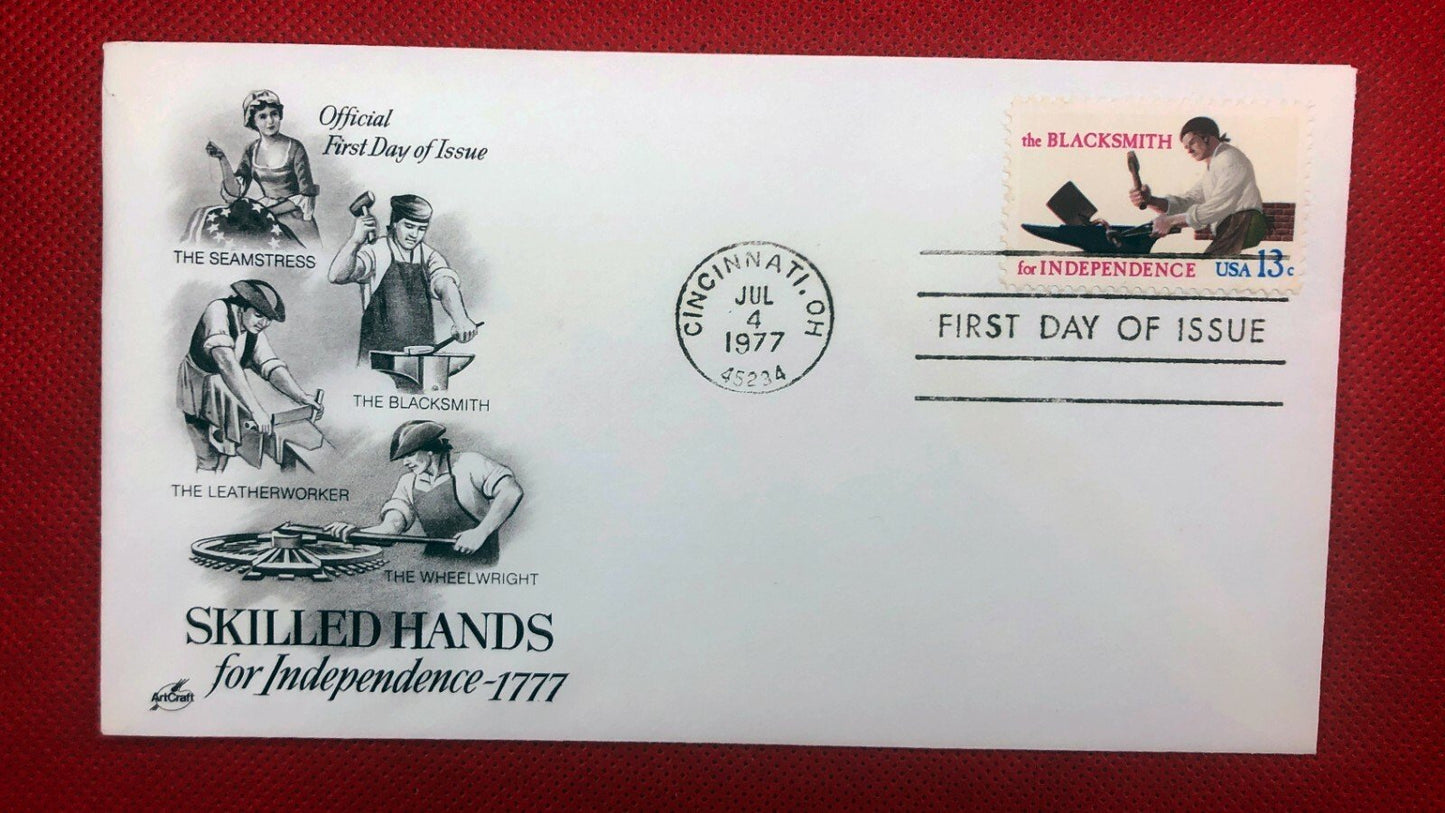 Official
First Day of Issue
THE SEAMSTRESS
THE BLACKSMITH
THE LEATHERWORKER
THE WHEELWRIGHT
SKILLED HANDS
for Independence-1777
ArtCraft
CINCINNATI, OH
JUL
4
1977
45234
the BLACKSMITH
for INDEPENDENCE USA 13c
FIRST DAY OF ISSUE